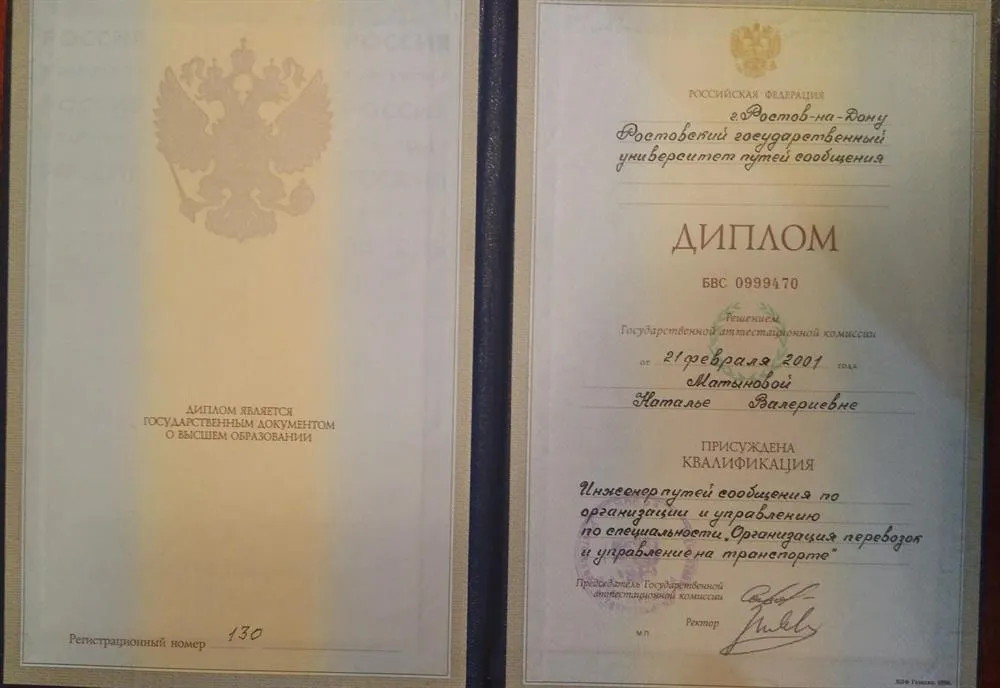 ДИПЛОМ ЯВЛЯЕТСЯ
ГОСУДАРСТВЕННЫМ ДОКУМЕНТОМ
О ВЫСШЕМ ОБРАЗОВАНИИ
Регистрационный номер 130
РОССИЙСКАЯ ФЕДЕРАЦИЯ
г. Ростов-на-Дону
Ростовский государственный
университет путей сообщения
ДИПЛОМ
БВС 0999470
Решением
Государственной аттестационной комиссии
от 21 февраля 2001 года
Матыновой
Наталье Валериевне
ПРИСУЖДЕНА
КВАЛИФИКАЦИЯ
Инженер путей сообщения по
организации и управлению
по специальности „Организация перевозок
и управление на транспорте"
Председатель Государственной
аттестационной комиссии
Ректор
М.П.